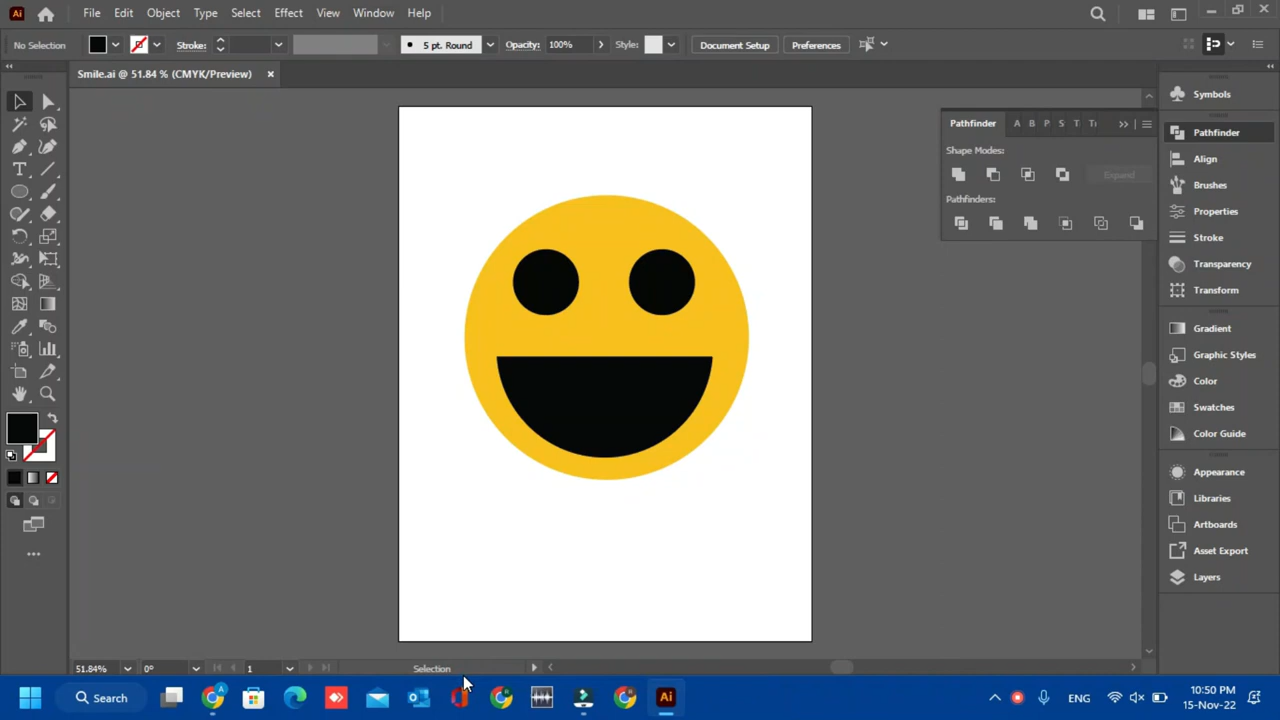 Ai File Edit Object Type Select Effect View Window Help
No Selection Stroke: 5 pt. Round Opacity: 100% Style: Document Setup Preferences
Smile.ai @ 51.84 % (CMYK/Preview)
Symbols
Pathfinder A B P S T
Pathfinder
Shape Modes:
Align
Expand
Brushes
Pathfinders:
Properties
Stroke
Transparency
Transform
Gradient
Graphic Styles
Color
Swatches
Color Guide
Appearance
Libraries
Artboards
Asset Export
Layers
51.84% 0° 1 Selection
Search Ai ENG 10:50 PM
15-Nov-22